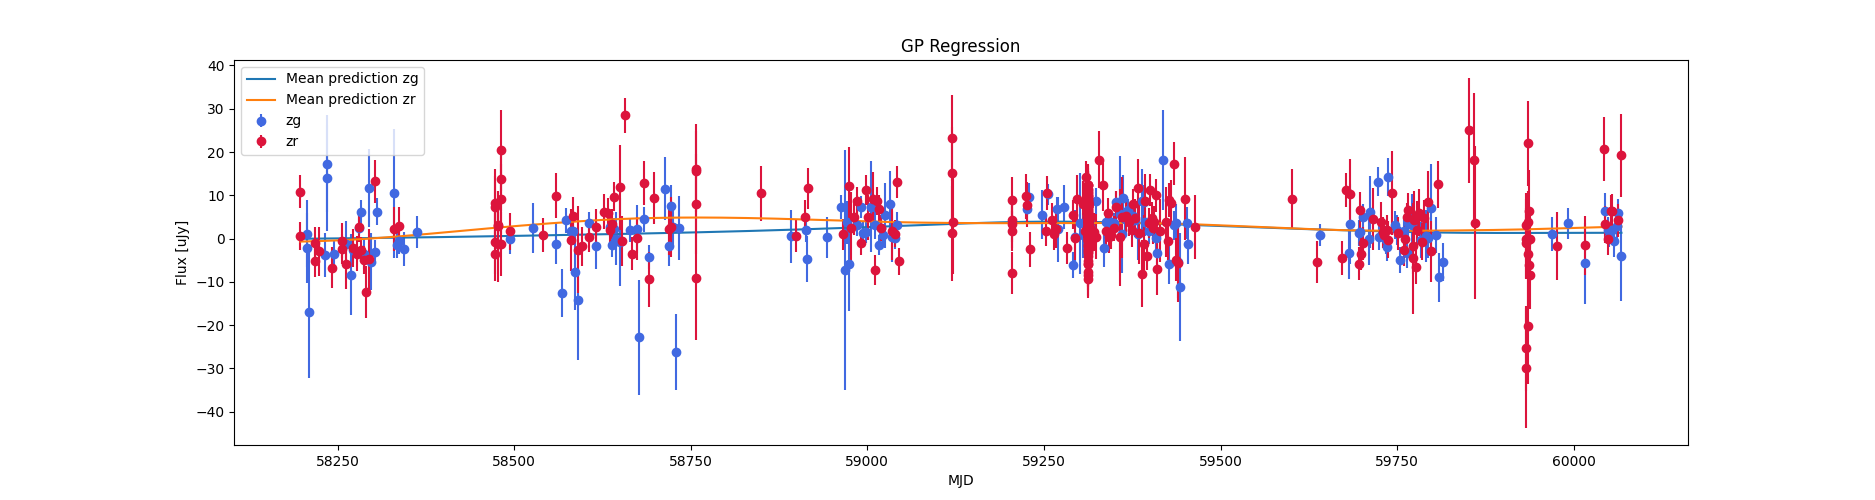 GP Regression
Mean prediction zg
Mean prediction zr
zg
zr
Flux [uJy]
40
30
20
10
0
−10
−20
−30
−40
58250 58500 58750 59000 59250 59500 59750 60000
MJD